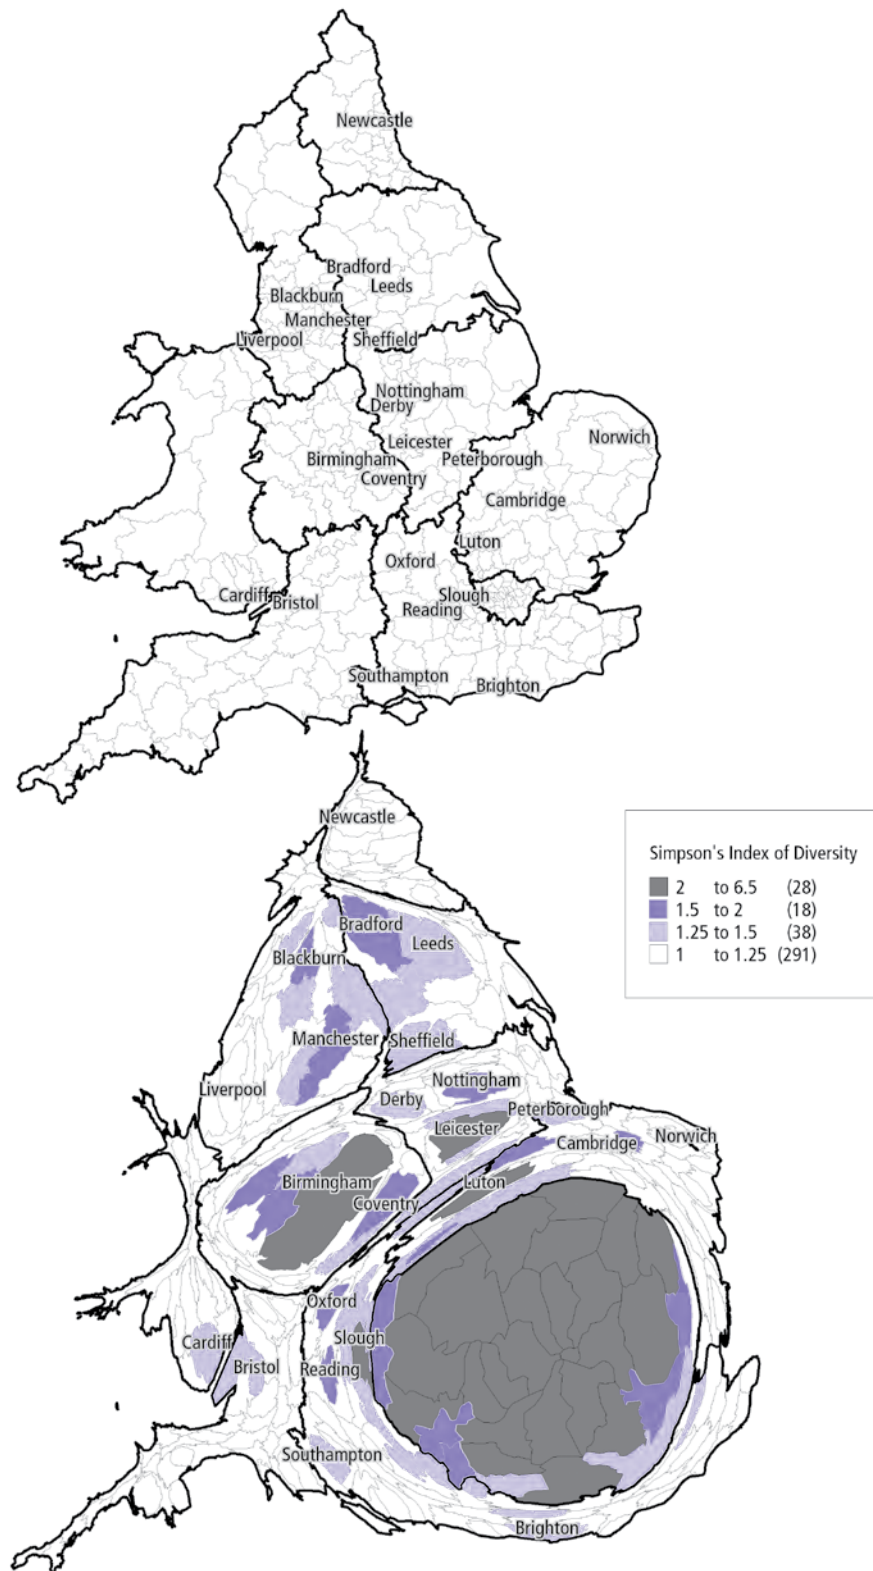 Newcastle
Bradford
Leeds
Blackburn
Manchester
Liverpool
Sheffield
Nottingham
Derby
Norwich
Leicester
Birmingham
Peterborough
Coventry
Cambridge
Luton
Oxford
Slough
Cardiff
Bristol
Reading
Southampton
Brighton
Newcastle
Simpson's Index of Diversity
2 to 6.5 (28)
1.5 to 2 (18)
1.25 to 1.5 (38)
1 to 1.25 (291)
Bradford
Leeds
Blackburn
Manchester
Sheffield
Liverpool
Nottingham
Derby
Peterborough
Leicester
Cambridge
Norwich
Birmingham
Luton
Coventry
Oxford
Slough
Cardiff
Bristol
Reading
Southampton
Brighton